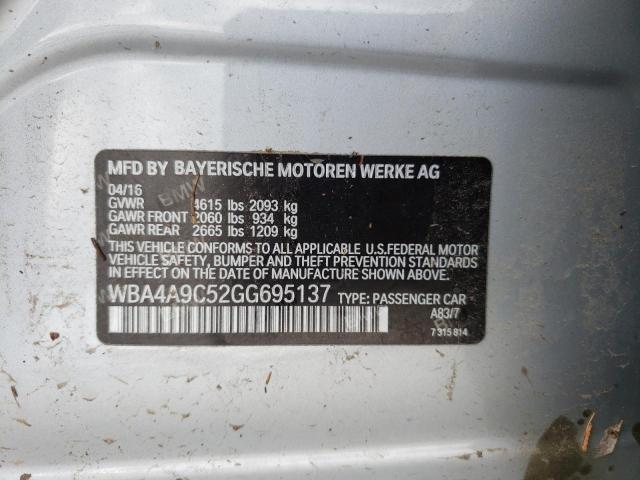 MFD BY BAYERISCHE MOTOREN WERKE AG
04/16
GVWR 4615 lbs 2093 kg
GAWR FRONT 2060 lbs 934 kg
GAWR REAR 2665 lbs 1209 kg
THIS VEHICLE CONFORMS TO ALL APPLICABLE U.S.FEDERAL MOTOR
VEHICLE SAFETY, BUMPER AND THEFT PREVENTION STANDARDS IN
EFFECT ON THE DATE OF MANUFACTURE SHOWN ABOVE.
WBA4A9C52GG695137 TYPE: PASSENGER CAR
A83/7
7 315 814
BMW